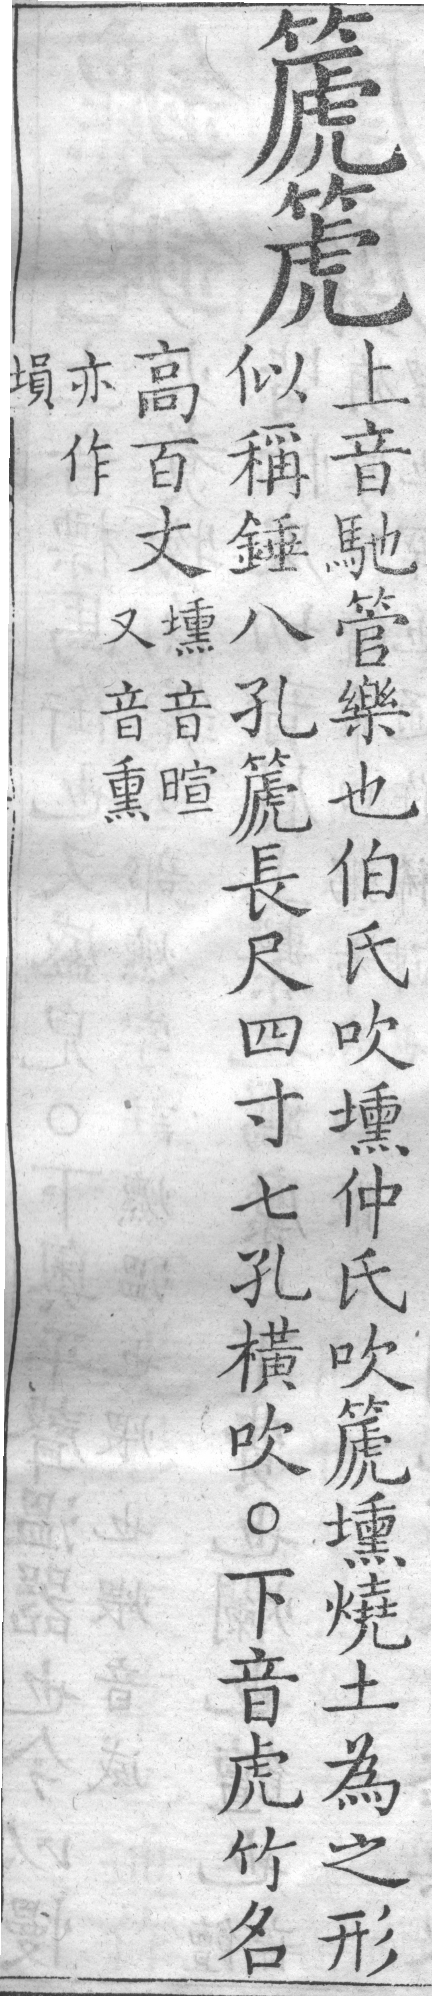 篪箎
上音馳管樂也伯氏吹壎仲氏吹篪壎燒土為之形
似稱錘八孔篪長尺四寸七孔橫吹○下音虎竹名
高百丈
壎音暄
又音熏
亦作
塤